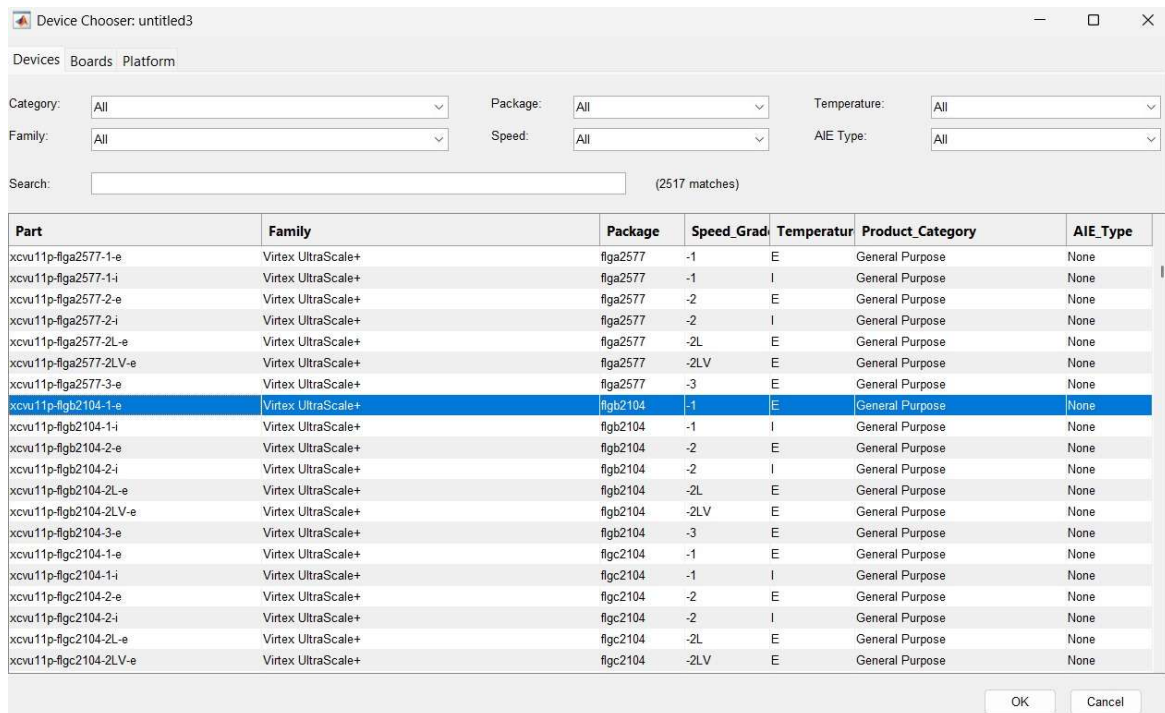 Device Chooser: untitled3
Devices Boards Platform
Category: All Package: All Temperature: All
Family: All Speed: All AIE Type: All
Search: (2517 matches)
Part Family Package Speed_Grad Temperatur Product_Category AIE_Type
xcvu11p-flga2577-1-e Virtex UltraScale+ flga2577 -1 E General Purpose None
xcvu11p-flga2577-1-i Virtex UltraScale+ flga2577 -1 I General Purpose None
xcvu11p-flga2577-2-e Virtex UltraScale+ flga2577 -2 E General Purpose None
xcvu11p-flga2577-2-i Virtex UltraScale+ flga2577 -2 I General Purpose None
xcvu11p-flga2577-2L-e Virtex UltraScale+ flga2577 -2L E General Purpose None
xcvu11p-flga2577-2LV-e Virtex UltraScale+ flga2577 -2LV E General Purpose None
xcvu11p-flga2577-3-e Virtex UltraScale+ flga2577 -3 E General Purpose None
xcvu11p-flgb2104-1-e Virtex UltraScale+ flgb2104 -1 E General Purpose None
xcvu11p-flgb2104-1-i Virtex UltraScale+ flgb2104 -1 I General Purpose None
xcvu11p-flgb2104-2-e Virtex UltraScale+ flgb2104 -2 E General Purpose None
xcvu11p-flgb2104-2-i Virtex UltraScale+ flgb2104 -2 I General Purpose None
xcvu11p-flgb2104-2L-e Virtex UltraScale+ flgb2104 -2L E General Purpose None
xcvu11p-flgb2104-2LV-e Virtex UltraScale+ flgb2104 -2LV E General Purpose None
xcvu11p-flgb2104-3-e Virtex UltraScale+ flgb2104 -3 E General Purpose None
xcvu11p-flgc2104-1-e Virtex UltraScale+ flgc2104 -1 E General Purpose None
xcvu11p-flgc2104-1-i Virtex UltraScale+ flgc2104 -1 I General Purpose None
xcvu11p-flgc2104-2-e Virtex UltraScale+ flgc2104 -2 E General Purpose None
xcvu11p-flgc2104-2-i Virtex UltraScale+ flgc2104 -2 I General Purpose None
xcvu11p-flgc2104-2L-e Virtex UltraScale+ flgc2104 -2L E General Purpose None
xcvu11p-flgc2104-2LV-e Virtex UltraScale+ flgc2104 -2LV E General Purpose None
OK Cancel